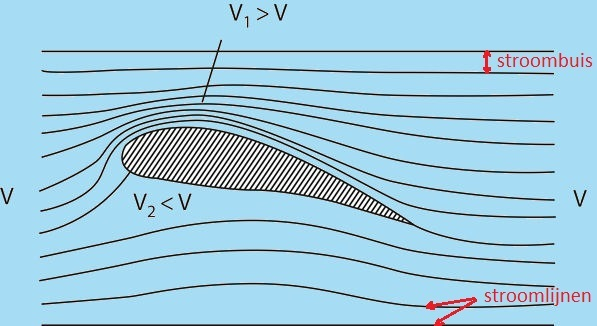 V₁ > V
stroombuis
V
V
V₂ < V
stroomlijnen